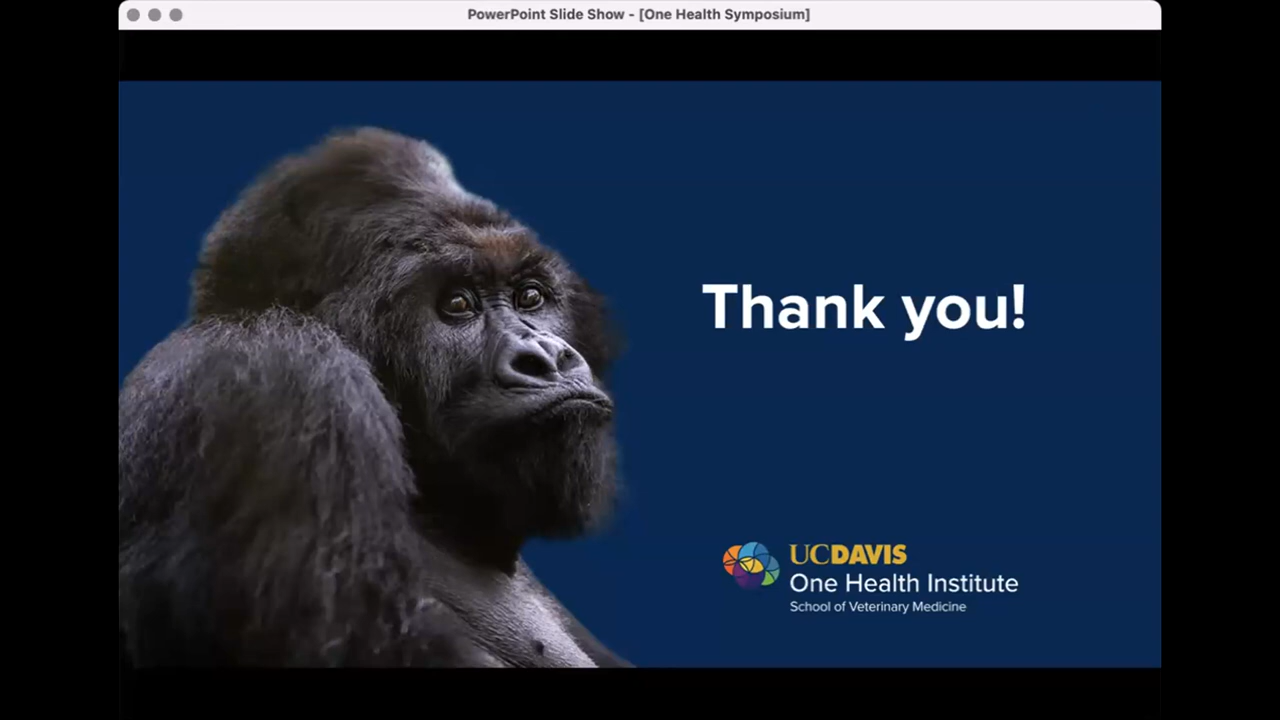 PowerPoint Slide Show - [One Health Symposium]
Thank you!
UCDAVIS
One Health Institute
School of Veterinary Medicine